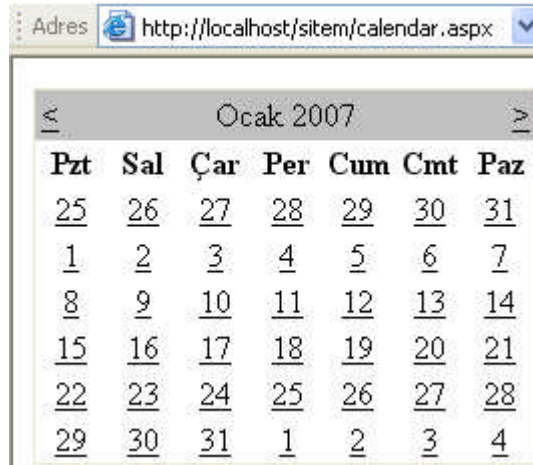 Adres http://localhost/sitem/calendar.aspx
< Ocak 2007 >
Pzt Sal Çar Per Cum Cmt Paz
25 26 27 28 29 30 31
1 2 3 4 5 6 7
8 9 10 11 12 13 14
15 16 17 18 19 20 21
22 23 24 25 26 27 28
29 30 31 1 2 3 4